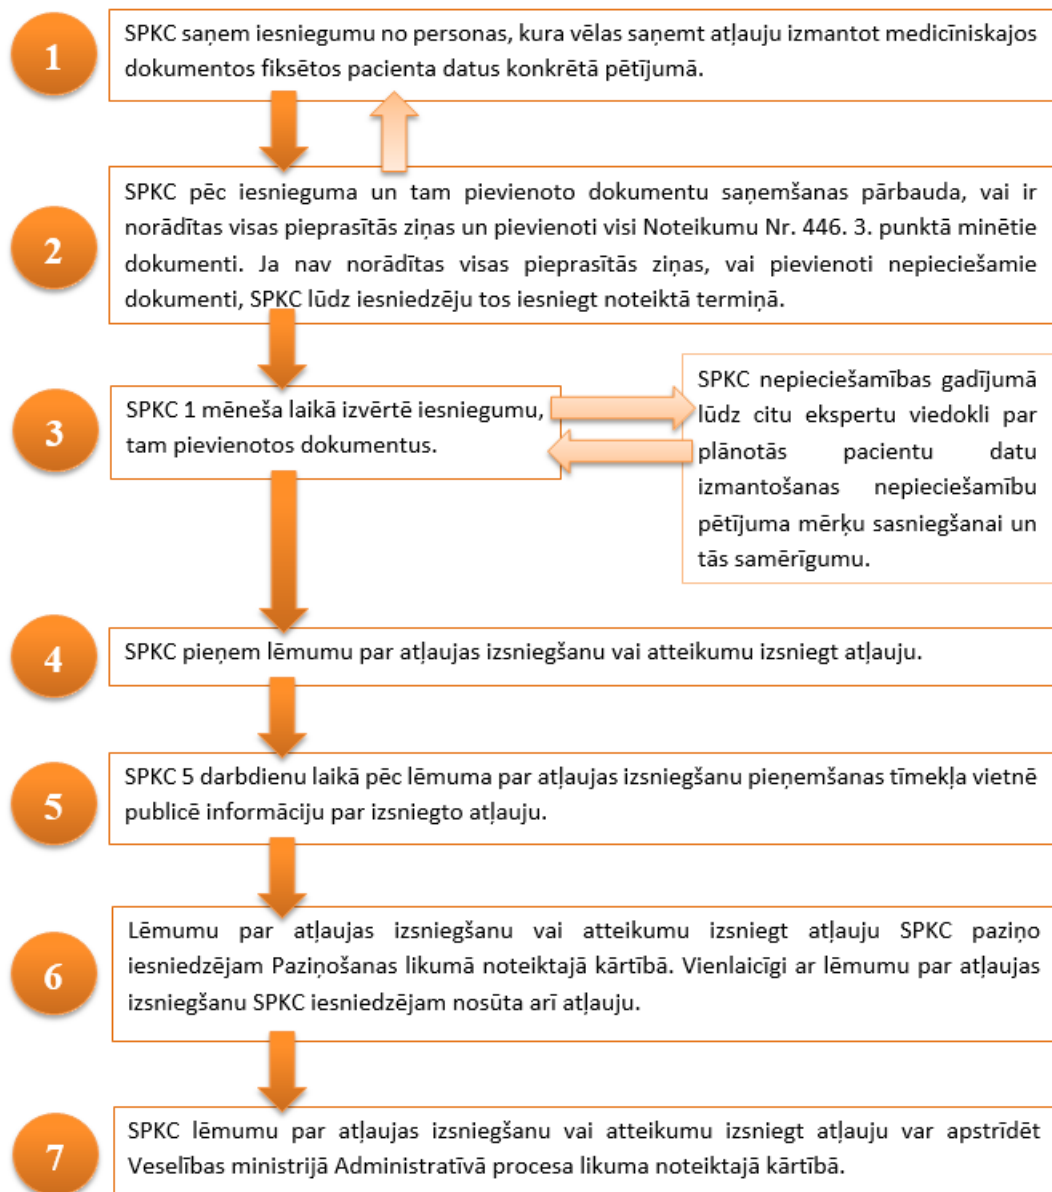 1
SPKC saņem iesniegumu no personas, kura vēlas saņemt atļauju izmantot medicīniskajos
dokumentos fiksētos pacienta datus konkrētā pētījumā.
2
SPKC pēc iesnieguma un tam pievienoto dokumentu saņemšanas pārbauda, vai ir
norādītas visas pieprasītās ziņas un pievienoti visi Noteikumu Nr. 446. 3. punktā minētie
dokumenti. Ja nav norādītas visas pieprasītās ziņas, vai pievienoti nepieciešamie
dokumenti, SPKC lūdz iesniedzēju tos iesniegt noteiktā termiņā.
3
SPKC 1 mēneša laikā izvērtē iesniegumu,
tam pievienotos dokumentus.
SPKC nepieciešamības gadījumā
lūdz citu ekspertu viedokli par
plānotās pacientu datu
izmantošanas nepieciešamību
pētījuma mērķu sasniegšanai un
tās samērīgumu.
4
SPKC pieņem lēmumu par atļaujas izsniegšanu vai atteikumu izsniegt atļauju.
5
SPKC 5 darbdienu laikā pēc lēmuma par atļaujas izsniegšanu pieņemšanas tīmekļa vietnē
publicē informāciju par izsniegto atļauju.
6
Lēmumu par atļaujas izsniegšanu vai atteikumu izsniegt atļauju SPKC paziņo
iesniedzējam Paziņošanas likumā noteiktajā kārtībā. Vienlaicīgi ar lēmumu par atļaujas
izsniegšanu SPKC iesniedzējam nosūta arī atļauju.
7
SPKC lēmumu par atļaujas izsniegšanu vai atteikumu izsniegt atļauju var apstrīdēt
Veselības ministrijā Administratīvā procesa likuma noteiktajā kārtībā.